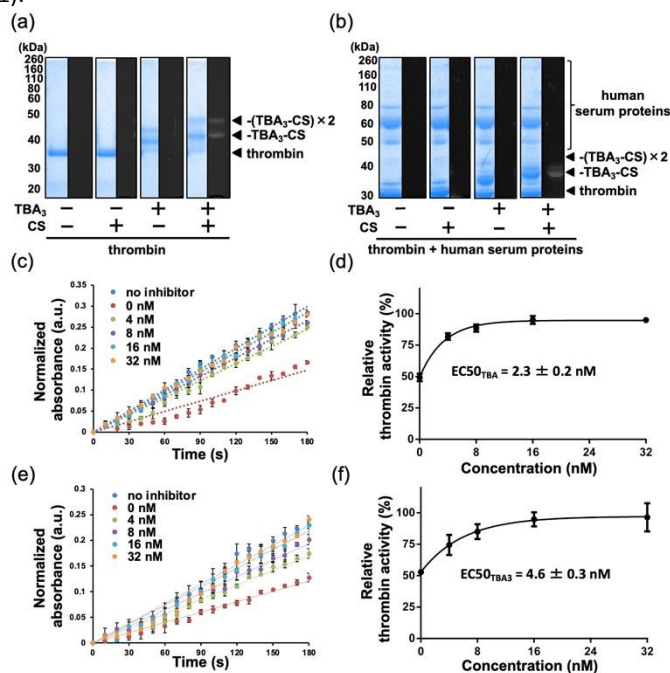 1).
(a)
(kDa)
260
160
110
80
60
50
40
30
20
-(TBA₃-CS)×2
-TBA₃-CS
thrombin
TBA₃ − − + +
CS − + − +
thrombin
(b)
(kDa)
260
160
110
80
60
50
40
30
human
serum proteins
-(TBA₃-CS)×2
-TBA₃-CS
thrombin
TBA₃ − − + +
CS − + − +
thrombin + human serum proteins
(c)
Normalized
absorbance (a.u.)
0.35
0.3
0.25
0.2
0.15
0.1
0.05
0
no inhibitor
0 nM
4 nM
8 nM
16 nM
32 nM
0 30 60 90 120 150 180
Time (s)
(d)
Relative
thrombin activity (%)
100
75
50
25
0
EC50TBA = 2.3 ± 0.2 nM
0 8 16 24 32
Concentration (nM)
(e)
Normalized
absorbance (a.u.)
0.3
0.25
0.2
0.15
0.1
0.05
0
no inhibitor
0 nM
4 nM
8 nM
16 nM
32 nM
0 30 60 90 120 150 180
Time (s)
(f)
Relative
thrombin activity (%)
100
75
50
25
0
EC50TBA3 = 4.6 ± 0.3 nM
0 8 16 24 32
Concentration (nM)